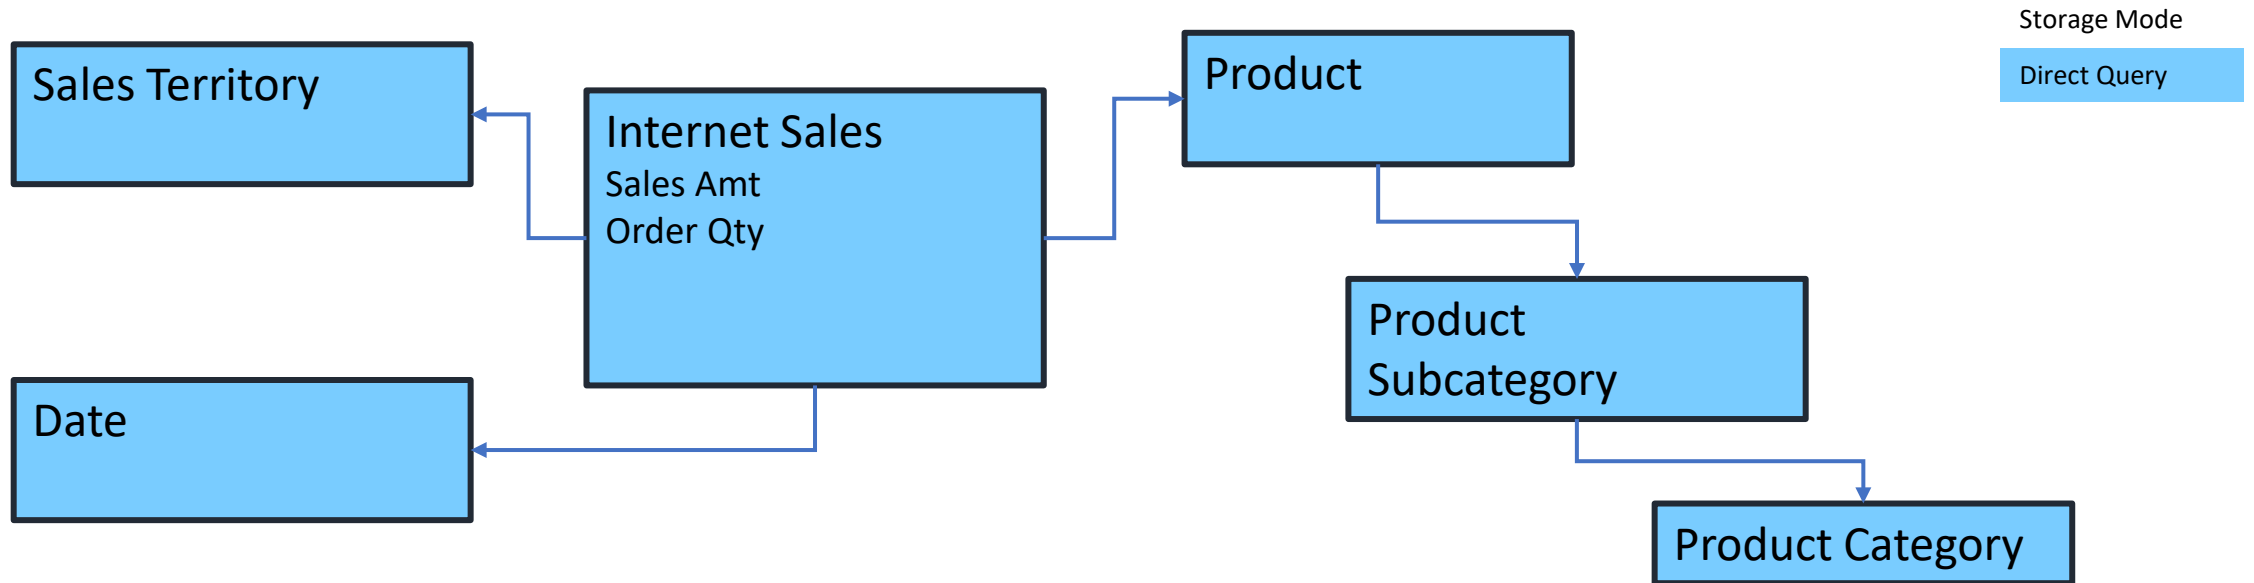 Storage Mode
Direct Query
Sales Territory
Internet Sales
Sales Amt
Order Qty
Product
Product
Subcategory
Date
Product Category